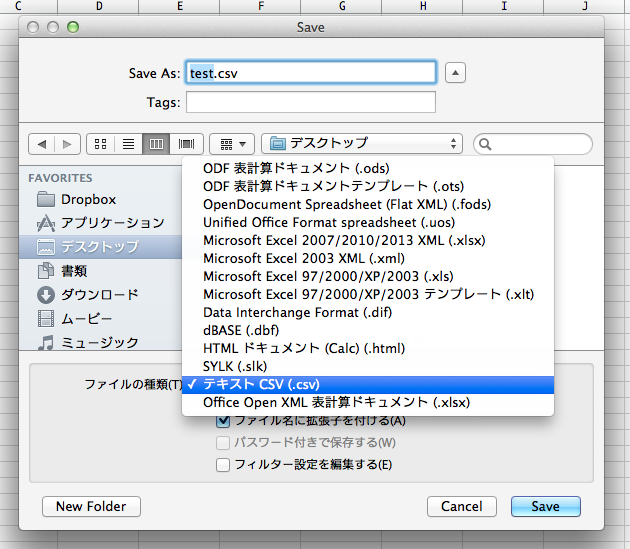 C D E F G H I J
Save
Save As: test.csv
Tags:
デスクトップ
FAVORITES
Dropbox
アプリケーション
デスクトップ
書類
ダウンロード
ムービー
ミュージック
ODF 表計算ドキュメント (.ods)
ODF 表計算ドキュメントテンプレート (.ots)
OpenDocument Spreadsheet (Flat XML) (.fods)
Unified Office Format spreadsheet (.uos)
Microsoft Excel 2007/2010/2013 XML (.xlsx)
Microsoft Excel 2003 XML (.xml)
Microsoft Excel 97/2000/XP/2003 (.xls)
Microsoft Excel 97/2000/XP/2003 テンプレート (.xlt)
Data Interchange Format (.dif)
dBASE (.dbf)
HTML ドキュメント (Calc) (.html)
SYLK (.slk)
ファイルの種類(T) ✓ テキスト CSV (.csv)
Office Open XML 表計算ドキュメント (.xlsx)
ファイル名に拡張子を付ける(A)
パスワード付きで保存する(W)
フィルター設定を編集する(E)
New Folder Cancel Save